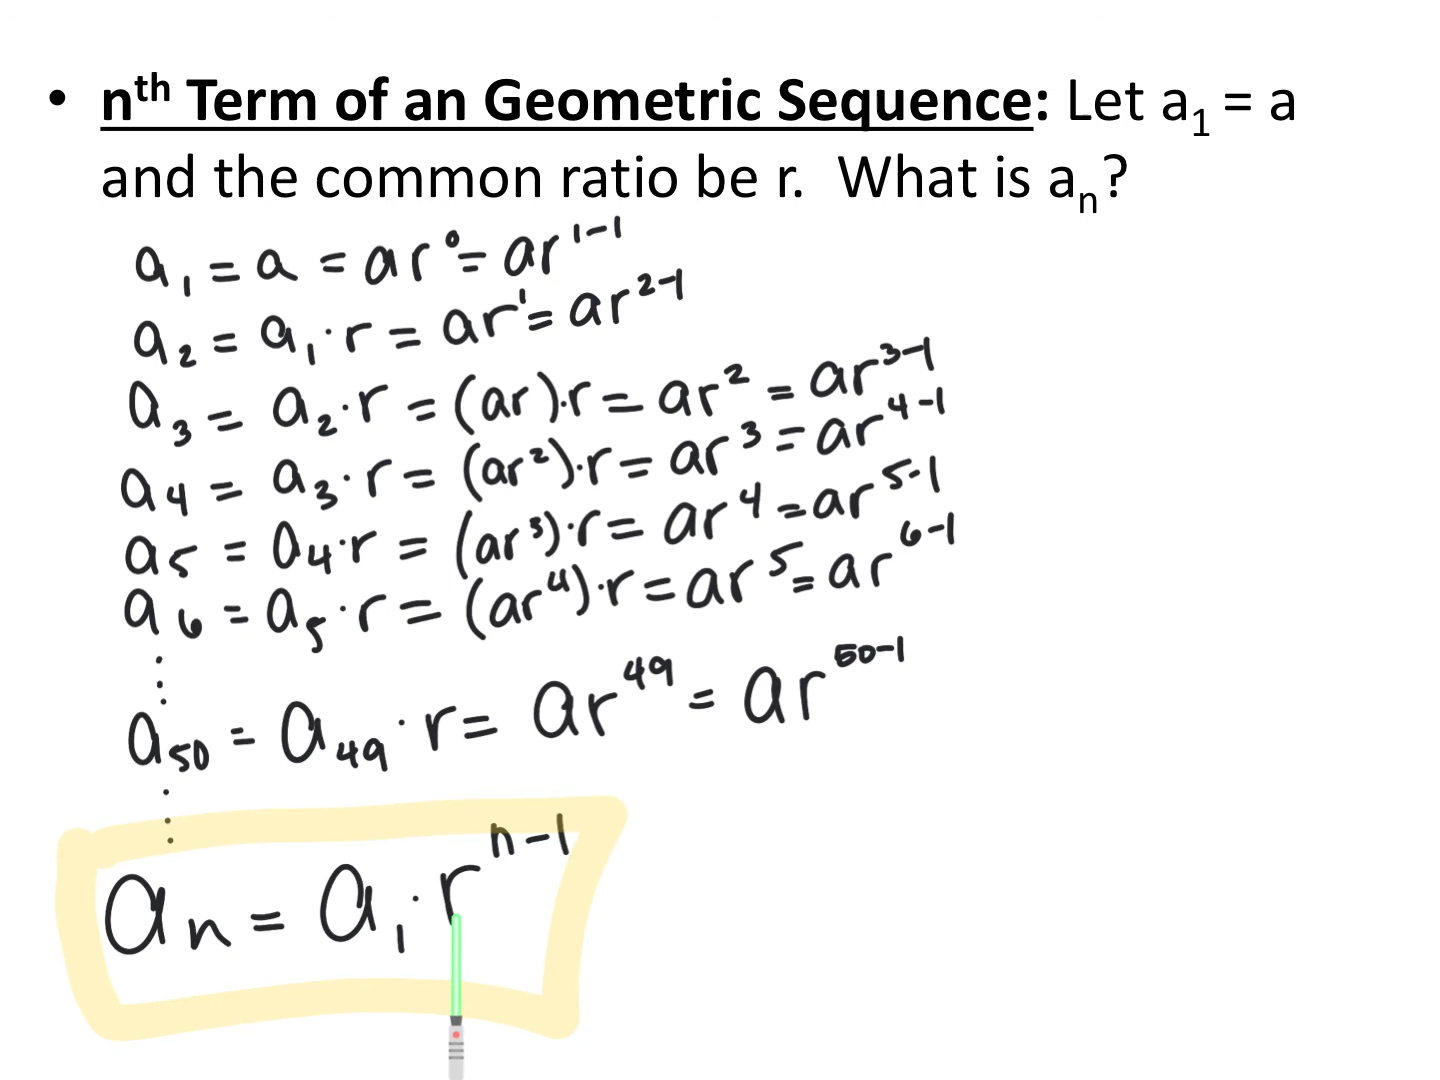 • nᵗʰ Term of an Geometric Sequence: Let a₁ = a
and the common ratio be r. What is aₙ?
a₁ = a = ar⁰ = ar¹⁻¹
a₂ = a₁·r = ar¹ = ar²⁻¹
a₃ = a₂·r = (ar)·r = ar² = ar³⁻¹
a₄ = a₃·r = (ar²)·r = ar³ = ar⁴⁻¹
a₅ = a₄·r = (ar³)·r = ar⁴ = ar⁵⁻¹
a₆ = a₅·r = (ar⁴)·r = ar⁵ = ar⁶⁻¹
⋮
a₅₀ = a₄₉·r = ar⁴⁹ = ar⁵⁰⁻¹
⋮
aₙ = a₁·rⁿ⁻¹